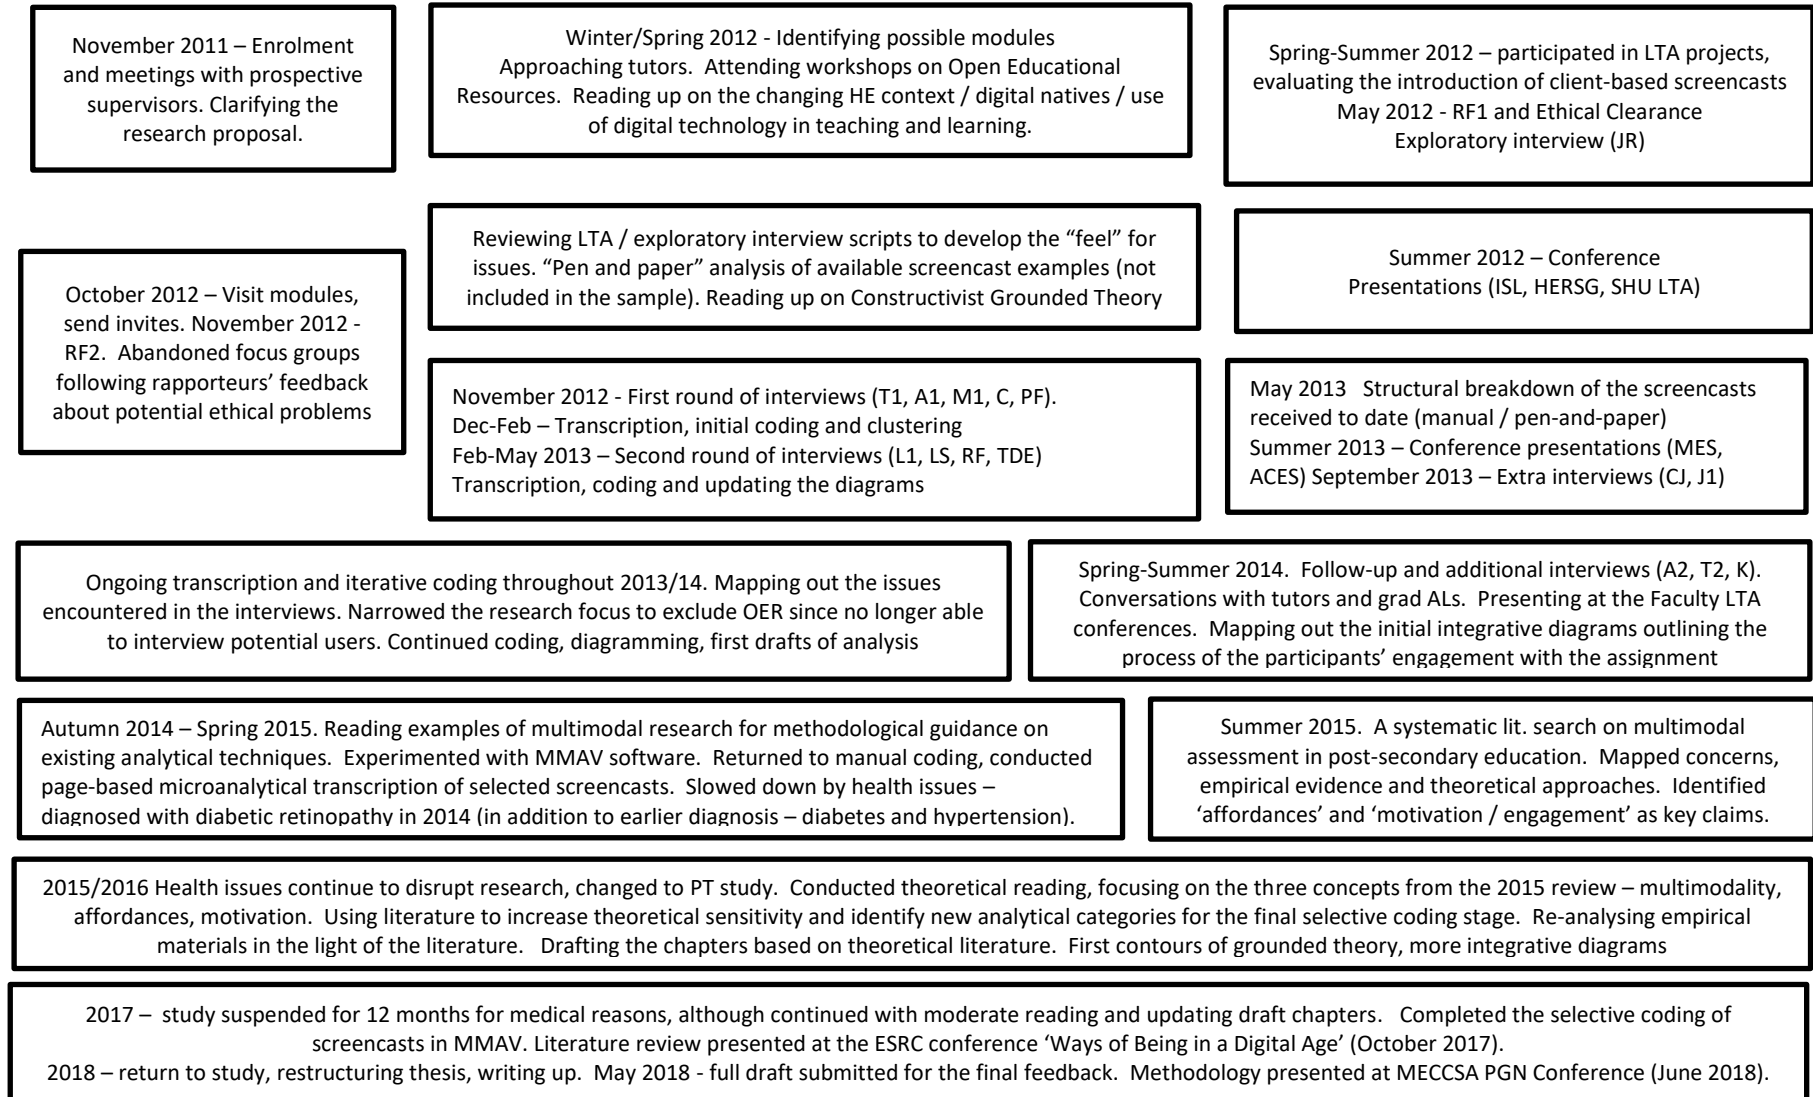 November 2011 – Enrolment
and meetings with prospective
supervisors. Clarifying the
research proposal.
Winter/Spring 2012 - Identifying possible modules
Approaching tutors. Attending workshops on Open Educational
Resources. Reading up on the changing HE context / digital natives / use
of digital technology in teaching and learning.
Spring-Summer 2012 – participated in LTA projects,
evaluating the introduction of client-based screencasts
May 2012 - RF1 and Ethical Clearance
Exploratory interview (JR)
October 2012 – Visit modules,
send invites. November 2012 -
RF2. Abandoned focus groups
following rapporteurs’ feedback
about potential ethical problems
Reviewing LTA / exploratory interview scripts to develop the “feel” for
issues. “Pen and paper” analysis of available screencast examples (not
included in the sample). Reading up on Constructivist Grounded Theory
Summer 2012 – Conference
Presentations (ISL, HERSG, SHU LTA)
November 2012 - First round of interviews (T1, A1, M1, C, PF).
Dec-Feb – Transcription, initial coding and clustering
Feb-May 2013 – Second round of interviews (L1, LS, RF, TDE)
Transcription, coding and updating the diagrams
May 2013 Structural breakdown of the screencasts
received to date (manual / pen-and-paper)
Summer 2013 – Conference presentations (MES,
ACES) September 2013 – Extra interviews (CJ, J1)
Ongoing transcription and iterative coding throughout 2013/14. Mapping out the issues
encountered in the interviews. Narrowed the research focus to exclude OER since no longer able
to interview potential users. Continued coding, diagramming, first drafts of analysis
Spring-Summer 2014. Follow-up and additional interviews (A2, T2, K).
Conversations with tutors and grad ALs. Presenting at the Faculty LTA
conferences. Mapping out the initial integrative diagrams outlining the
process of the participants’ engagement with the assignment
Autumn 2014 – Spring 2015. Reading examples of multimodal research for methodological guidance on
existing analytical techniques. Experimented with MMAV software. Returned to manual coding, conducted
page-based microanalytical transcription of selected screencasts. Slowed down by health issues –
diagnosed with diabetic retinopathy in 2014 (in addition to earlier diagnosis – diabetes and hypertension).
Summer 2015. A systematic lit. search on multimodal
assessment in post-secondary education. Mapped concerns,
empirical evidence and theoretical approaches. Identified
‘affordances’ and ‘motivation / engagement’ as key claims.
2015/2016 Health issues continue to disrupt research, changed to PT study. Conducted theoretical reading, focusing on the three concepts from the 2015 review – multimodality,
affordances, motivation. Using literature to increase theoretical sensitivity and identify new analytical categories for the final selective coding stage. Re-analysing empirical
materials in the light of the literature. Drafting the chapters based on theoretical literature. First contours of grounded theory, more integrative diagrams
2017 – study suspended for 12 months for medical reasons, although continued with moderate reading and updating draft chapters. Completed the selective coding of
screencasts in MMAV. Literature review presented at the ESRC conference ‘Ways of Being in a Digital Age’ (October 2017).
2018 – return to study, restructuring thesis, writing up. May 2018 - full draft submitted for the final feedback. Methodology presented at MECCSA PGN Conference (June 2018).